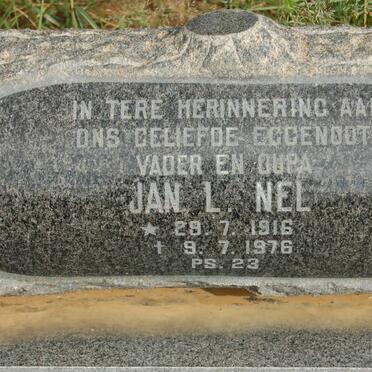 IN TERE HERINNERING AAN
ONS GELIEFDE EGGENOOT
VADER EN OUPA
JAN L. NEL
* 28. 7. 1916
† 9. 7. 1976
PS. 23